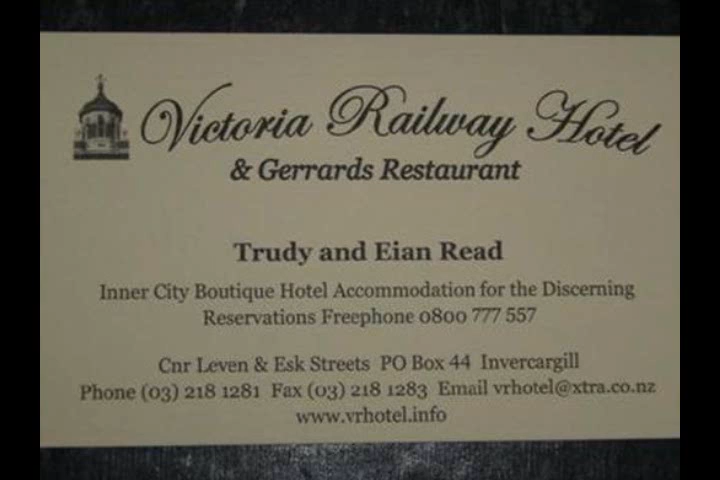 Victoria Railway Hotel
& Gerrards Restaurant
Trudy and Eian Read
Inner City Boutique Hotel Accommodation for the Discerning
Reservations Freephone 0800 777 557
Cnr Leven & Esk Streets PO Box 44 Invercargill
Phone (03) 218 1281 Fax (03) 218 1283 Email vrhotel@xtra.co.nz
www.vrhotel.info